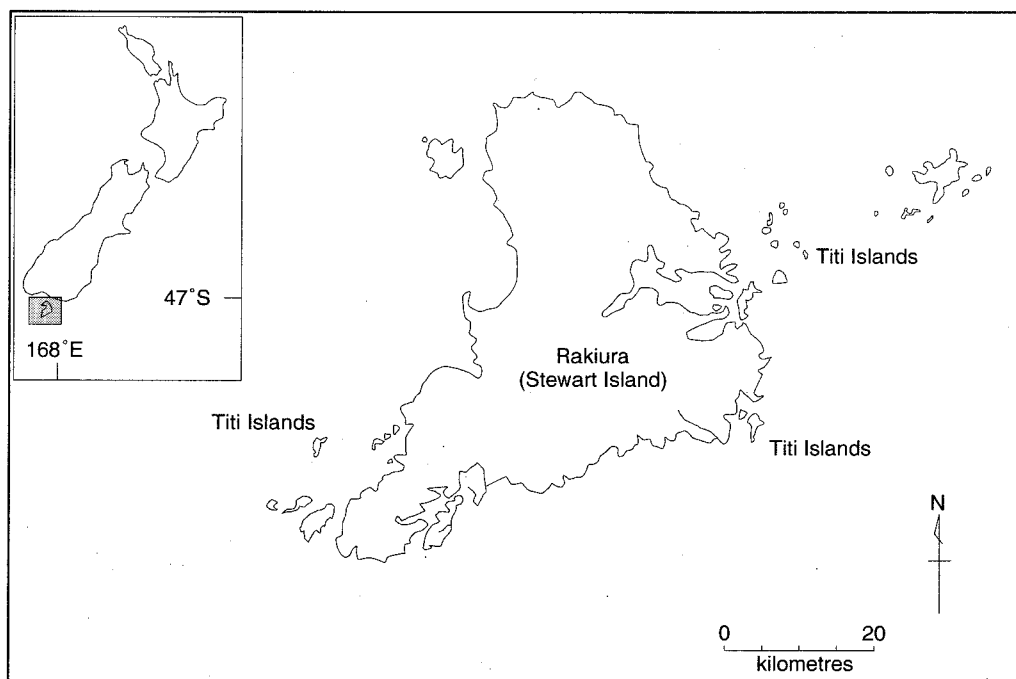 47°S
168°E
Titi Islands
Rakiura
(Stewart Island)
Titi Islands
Titi Islands
N
0 20
kilometres